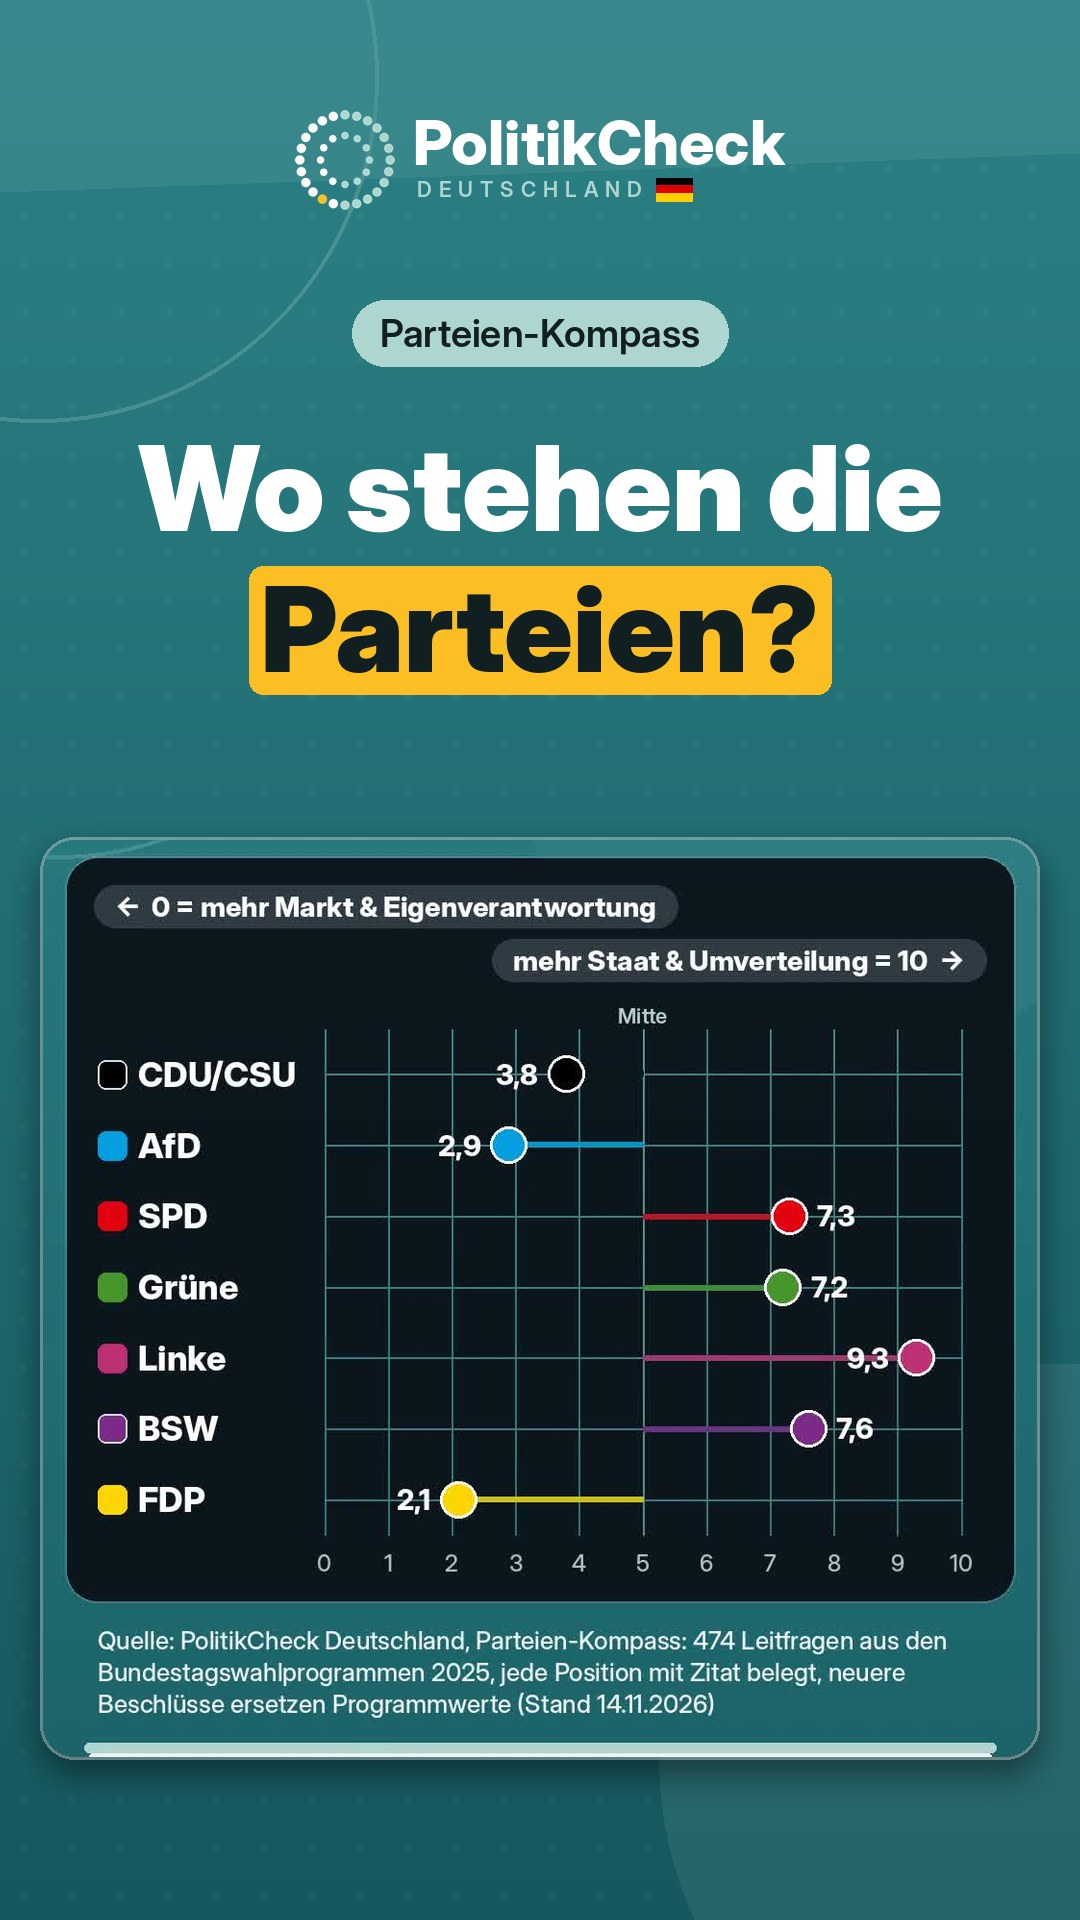 PolitikCheck
DEUTSCHLAND
Parteien-Kompass
Wo stehen die
Parteien?
← 0 = mehr Markt & Eigenverantwortung
mehr Staat & Umverteilung = 10 →
Mitte
CDU/CSU 3,8
AfD 2,9
SPD 7,3
Grüne 7,2
Linke 9,3
BSW 7,6
FDP 2,1
0 1 2 3 4 5 6 7 8 9 10
Quelle: PolitikCheck Deutschland, Parteien-Kompass: 474 Leitfragen aus den
Bundestagswahlprogrammen 2025, jede Position mit Zitat belegt, neuere
Beschlüsse ersetzen Programmwerte (Stand 14.11.2026)